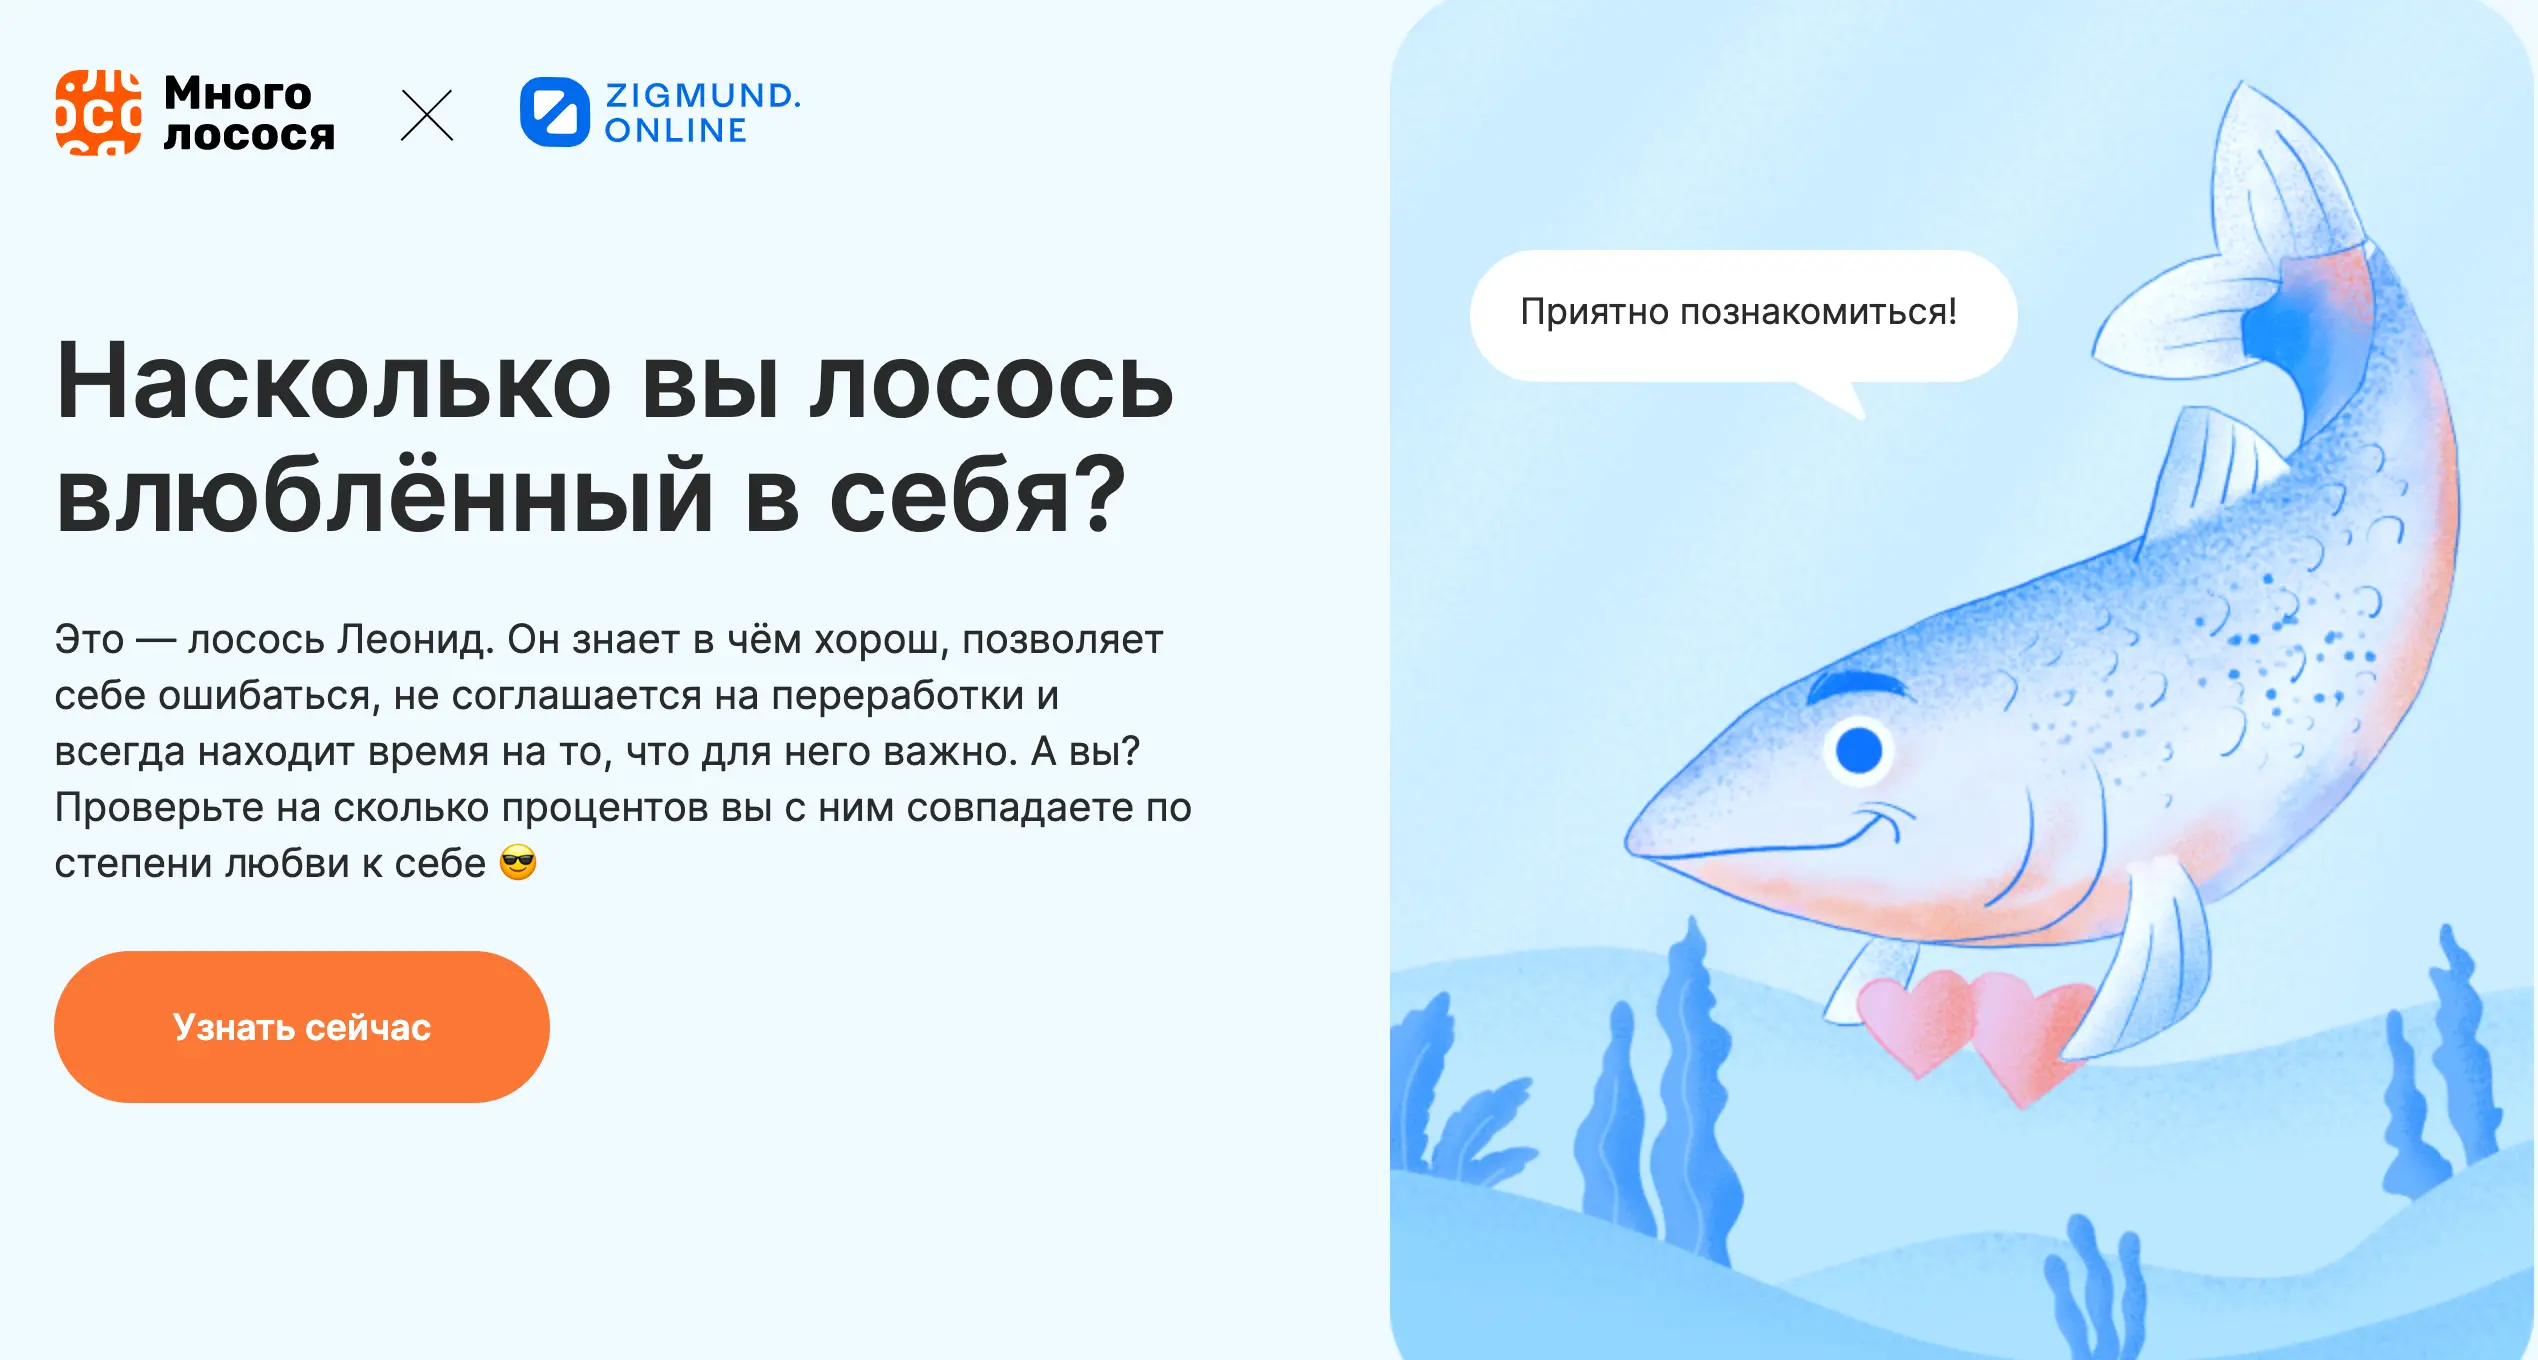 Много
лосося
ZIGMUND.
ONLINE
Насколько вы лосось
влюблённый в себя?
Это — лосось Леонид. Он знает в чём хорош, позволяет
себе ошибаться, не соглашается на переработки и
всегда находит время на то, что для него важно. А вы?
Проверьте на сколько процентов вы с ним совпадаете по
степени любви к себе 😎
Узнать сейчас
Приятно познакомиться!